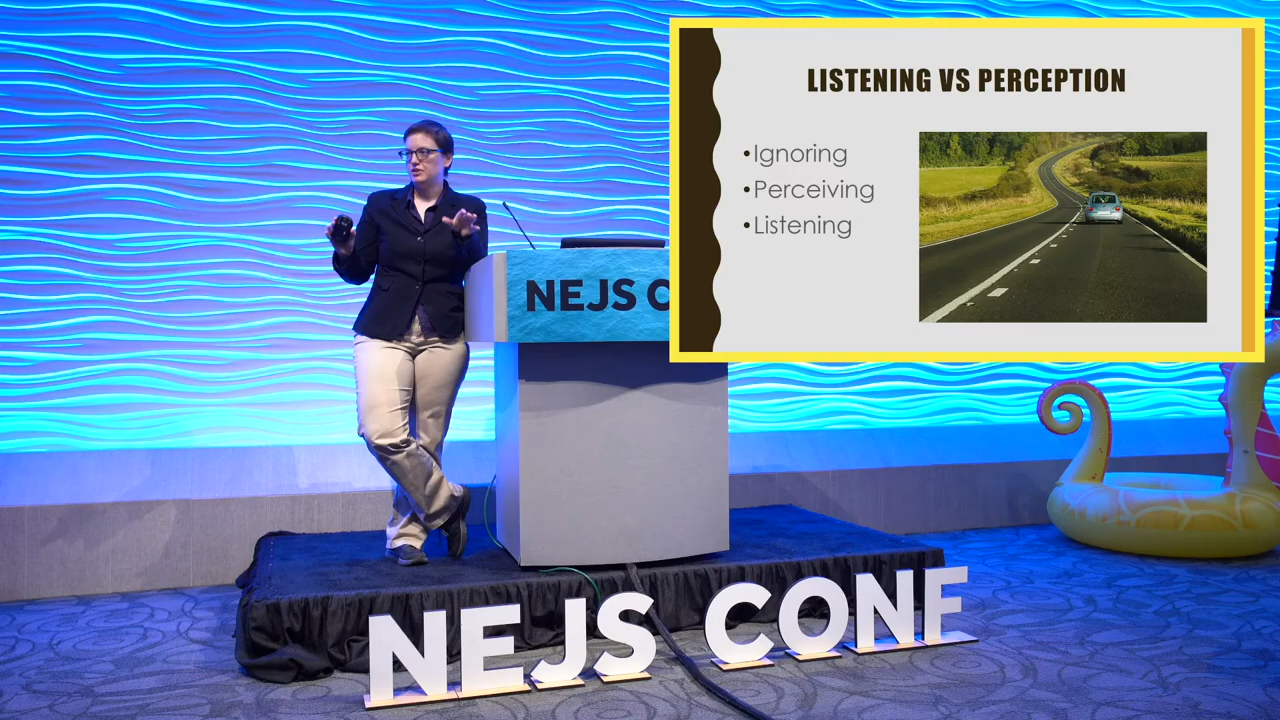 LISTENING VS PERCEPTION
•Ignoring
•Perceiving
•Listening
NEJS C
NEJS CONF